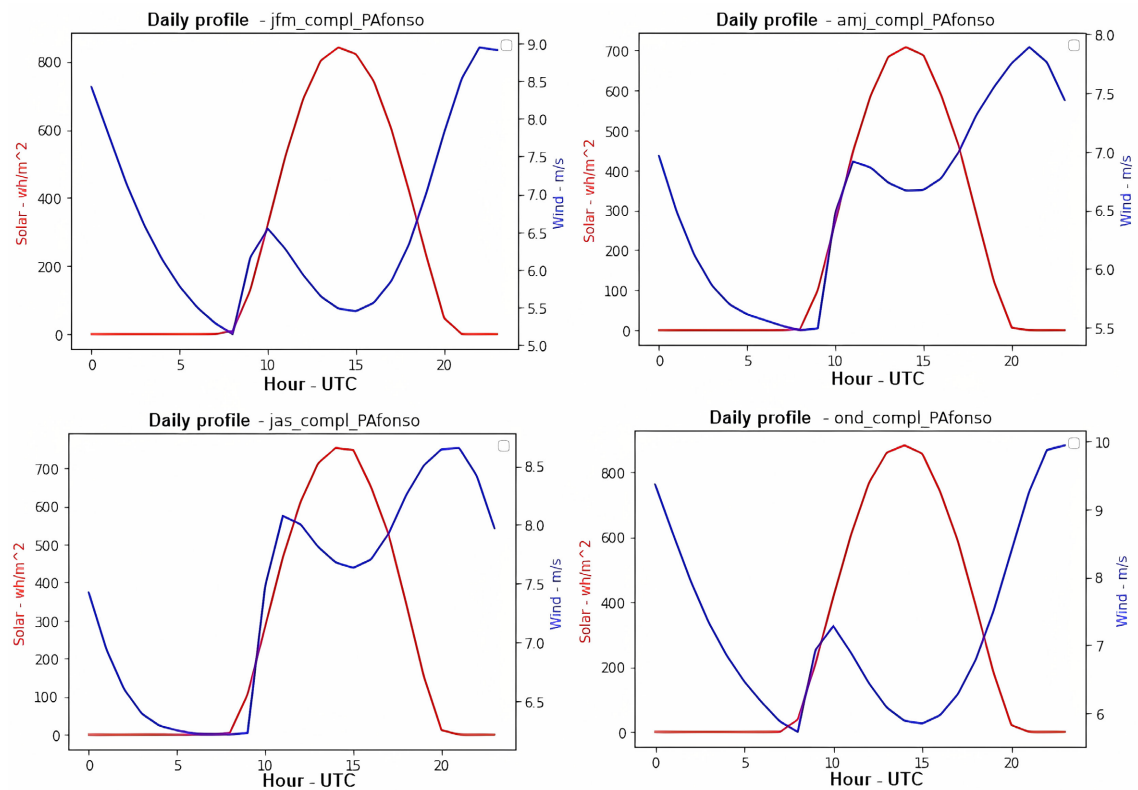 Daily profile - jfm_compl_PAfonso
800
600
400
200
0
Solar - wh/m^2
9.0
8.5
8.0
7.5
7.0
6.5
6.0
5.5
5.0
Wind - m/s
0 5 10 15 20
Hour - UTC
Daily profile - amj_compl_PAfonso
700
600
500
400
300
200
100
0
Solar - wh/m^2
8.0
7.5
7.0
6.5
6.0
5.5
Wind - m/s
0 5 10 15 20
Hour - UTC
Daily profile - jas_compl_PAfonso
700
600
500
400
300
200
100
0
Solar - wh/m^2
8.5
8.0
7.5
7.0
6.5
Wind - m/s
0 5 10 15 20
Hour - UTC
Daily profile - ond_compl_PAfonso
800
600
400
200
0
Solar - wh/m^2
10
9
8
7
6
Wind - m/s
0 5 10 15 20
Hour - UTC